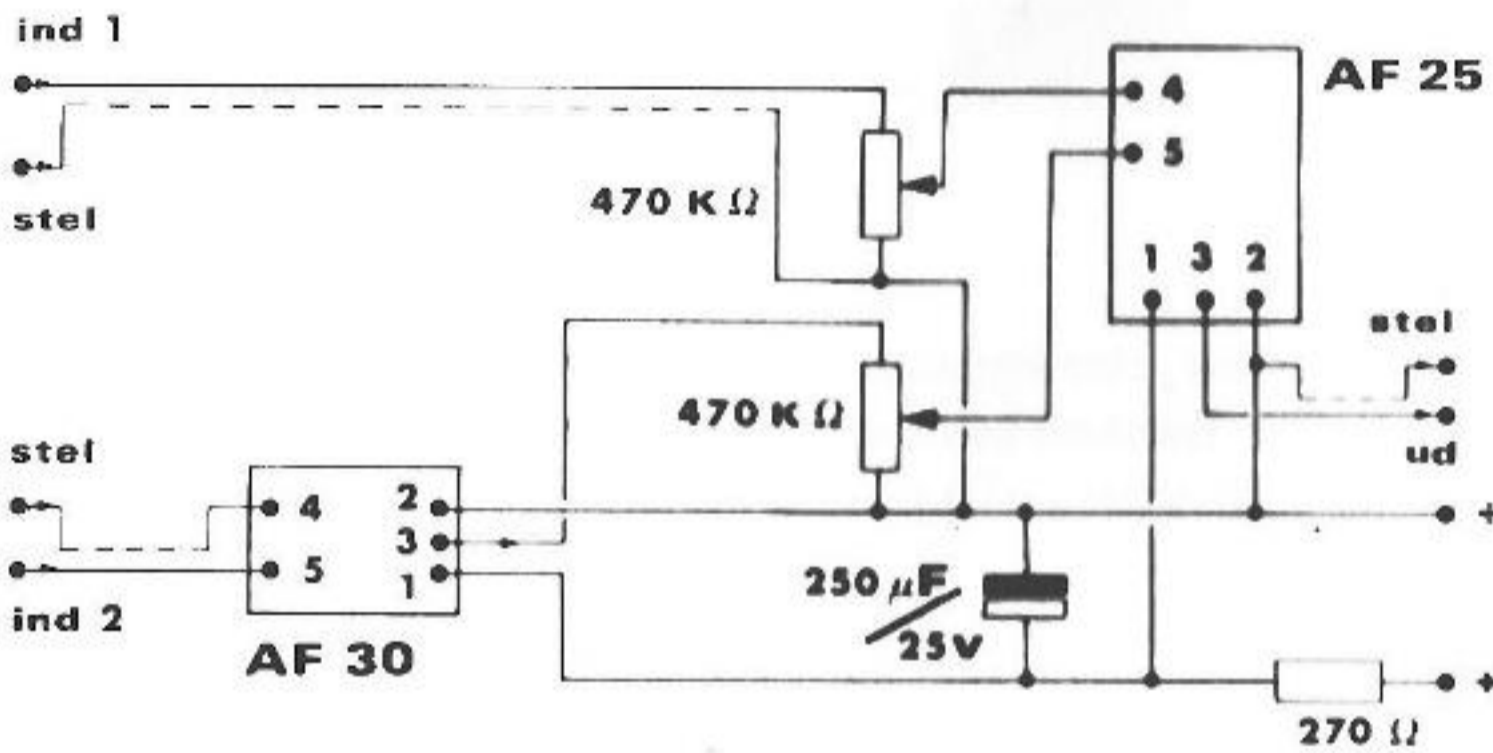 ind 1
stel
470 K Ω
AF 25
4
5
1 3 2
stel
ud
470 K Ω
stel
ind 2
4
5
2
3
1
AF 30
250 µF
25V
+
+
270 Ω